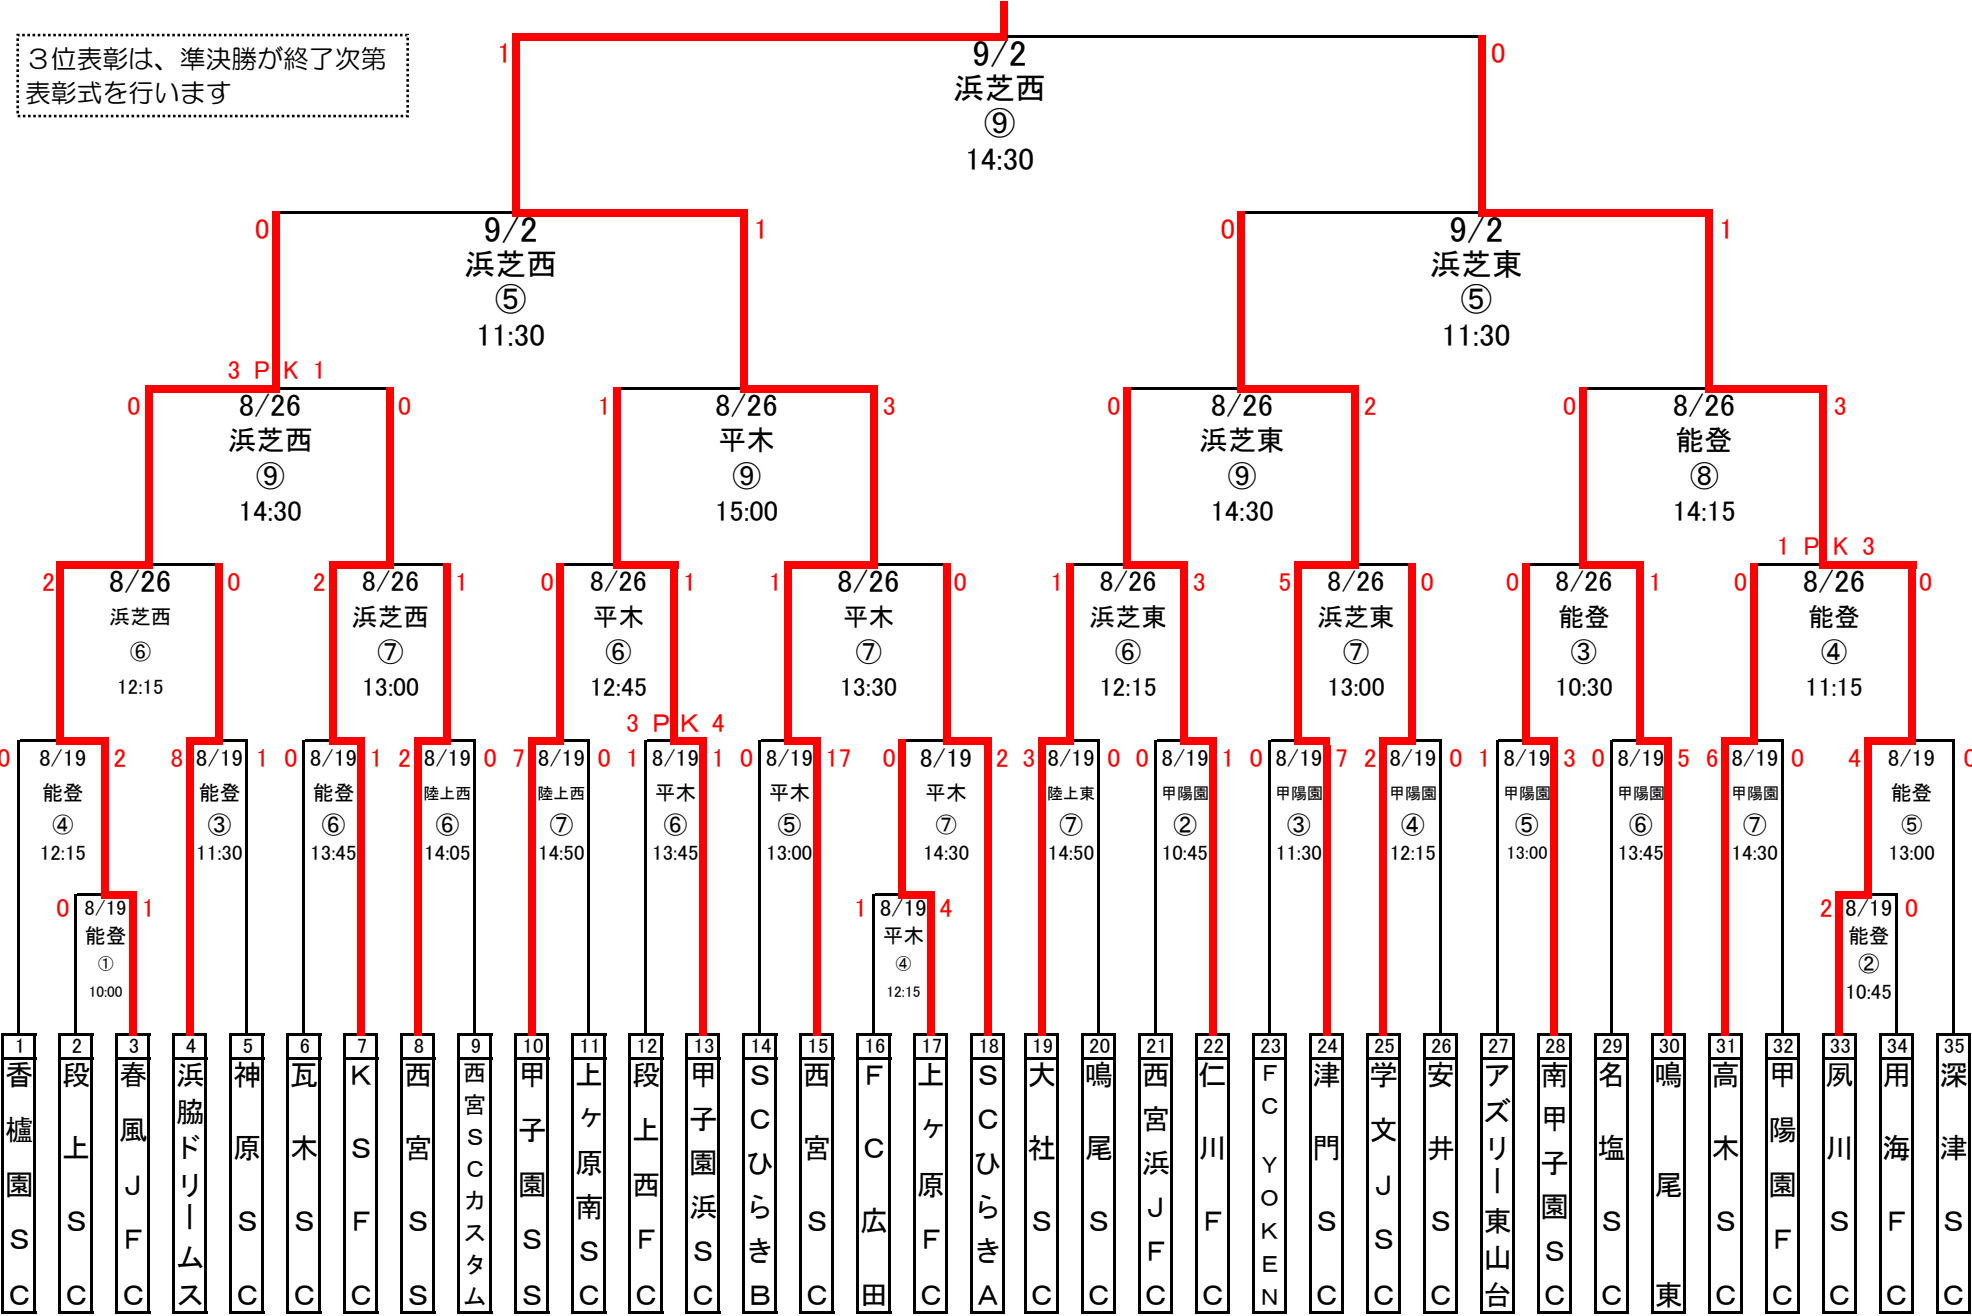 ３位表彰は、準決勝が終了次第
表彰式を行います
1 0
9/2
浜芝西
⑨
14:30
0 1 0 1
9/2 9/2
浜芝西 浜芝東
⑤ ⑤
11:30 11:30
3 P K 1
0 0 1 3 0 2 0 3
8/26 8/26 8/26 8/26
浜芝西 平木 浜芝東 能登
⑨ ⑨ ⑨ ⑧
14:30 15:00 14:30 14:15
1 P K 3
2 0 2 1 0 1 1 0 1 3 5 0 0 1 0 0
8/26 8/26 8/26 8/26 8/26 8/26 8/26 8/26
浜芝西 浜芝西 平木 平木 浜芝東 浜芝東 能登 能登
⑥ ⑦ ⑥ ⑦ ⑥ ⑦ ③ ④
12:15 13:00 12:45 13:30 12:15 13:00 10:30 11:15
3 P K 4
0 8/19 2 8 8/19 1 0 8/19 1 2 8/19 0 7 8/19 0 1 8/19 1 0 8/19 17 0 8/19 2 3 8/19 0 0 8/19 1 0 8/19 7 2 8/19 0 1 8/19 3 0 8/19 5 6 8/19 0 4 8/19 0
能登 能登 能登 陸上西 陸上西 平木 平木 平木 陸上東 甲陽園 甲陽園 甲陽園 甲陽園 甲陽園 甲陽園 能登
④ ③ ⑥ ⑥ ⑦ ⑥ ⑤ ⑦ ⑦ ② ③ ④ ⑤ ⑥ ⑦ ⑤
12:15 11:30 13:45 14:05 14:50 13:45 13:00 14:30 14:50 10:45 11:30 12:15 13:00 13:45 14:30 13:00
0 8/19 1 1 8/19 4 2 8/19 0
能登 平木 能登
① ④ ②
10:00 12:15 10:45
1 香櫨園SC
2 段上SC
3 春風JFC
4 浜脇ドリームス
5 神原SC
6 瓦木SC
7 KSFC
8 西宮SS
9 西宮SCカスタム
10 甲子園SS
11 上ヶ原南SC
12 段上西FC
13 甲子園浜SC
14 SCひらきB
15 西宮SC
16 FC広田
17 上ヶ原FC
18 SCひらきA
19 大社SC
20 鳴尾SC
21 西宮浜JFC
22 仁川FC
23 FC YOKEN
24 津門SC
25 学文JSC
26 安井SC
27 アズリー東山台
28 南甲子園SC
29 名塩SC
30 鳴尾東
31 高木SC
32 甲陽園FC
33 夙川SC
34 用海FC
35 深津SC